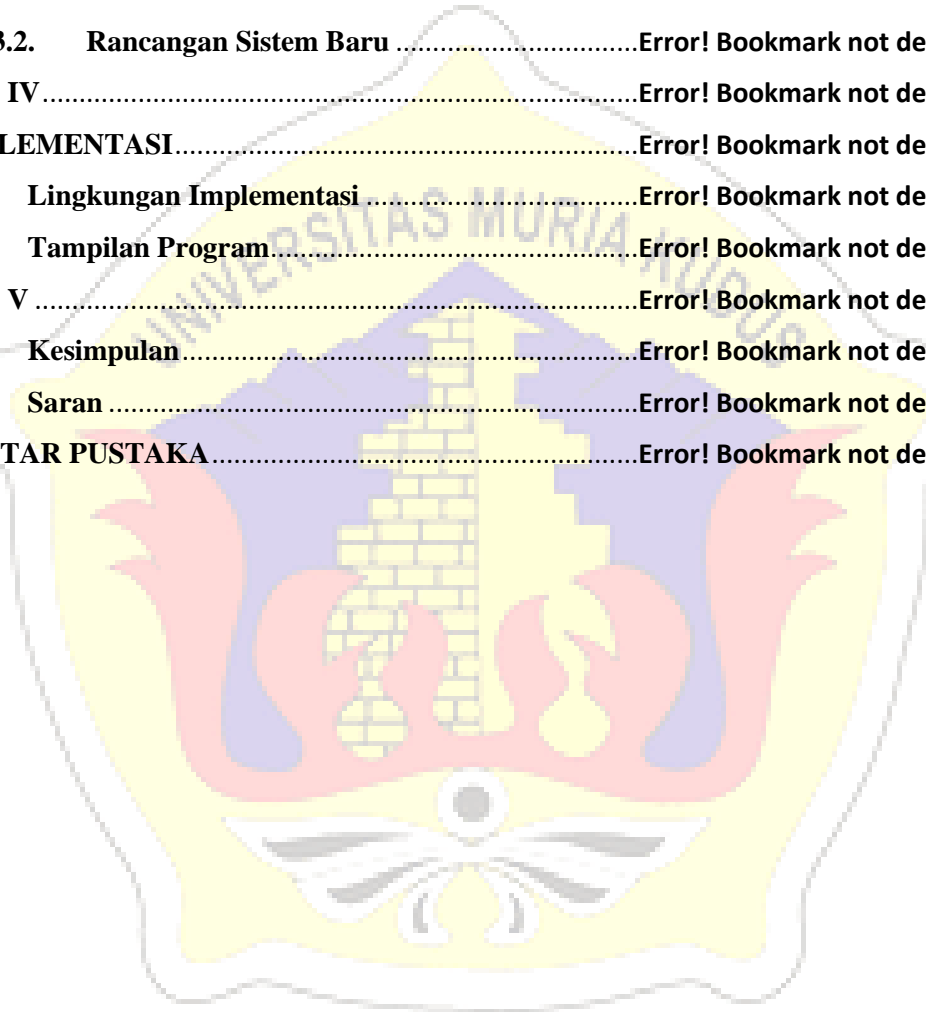 3.2. Rancangan Sistem Baru ................................ Error! Bookmark not de
IV ................................................................................ Error! Bookmark not de
LEMENTASI .............................................................. Error! Bookmark not de
Lingkungan Implementasi ..................................... Error! Bookmark not de
Tampilan Program ................................................. Error! Bookmark not de
V ................................................................................. Error! Bookmark not de
Kesimpulan ............................................................. Error! Bookmark not de
Saran ....................................................................... Error! Bookmark not de
TAR PUSTAKA ......................................................... Error! Bookmark not de
UNIVERSITAS MURIA KUDUS